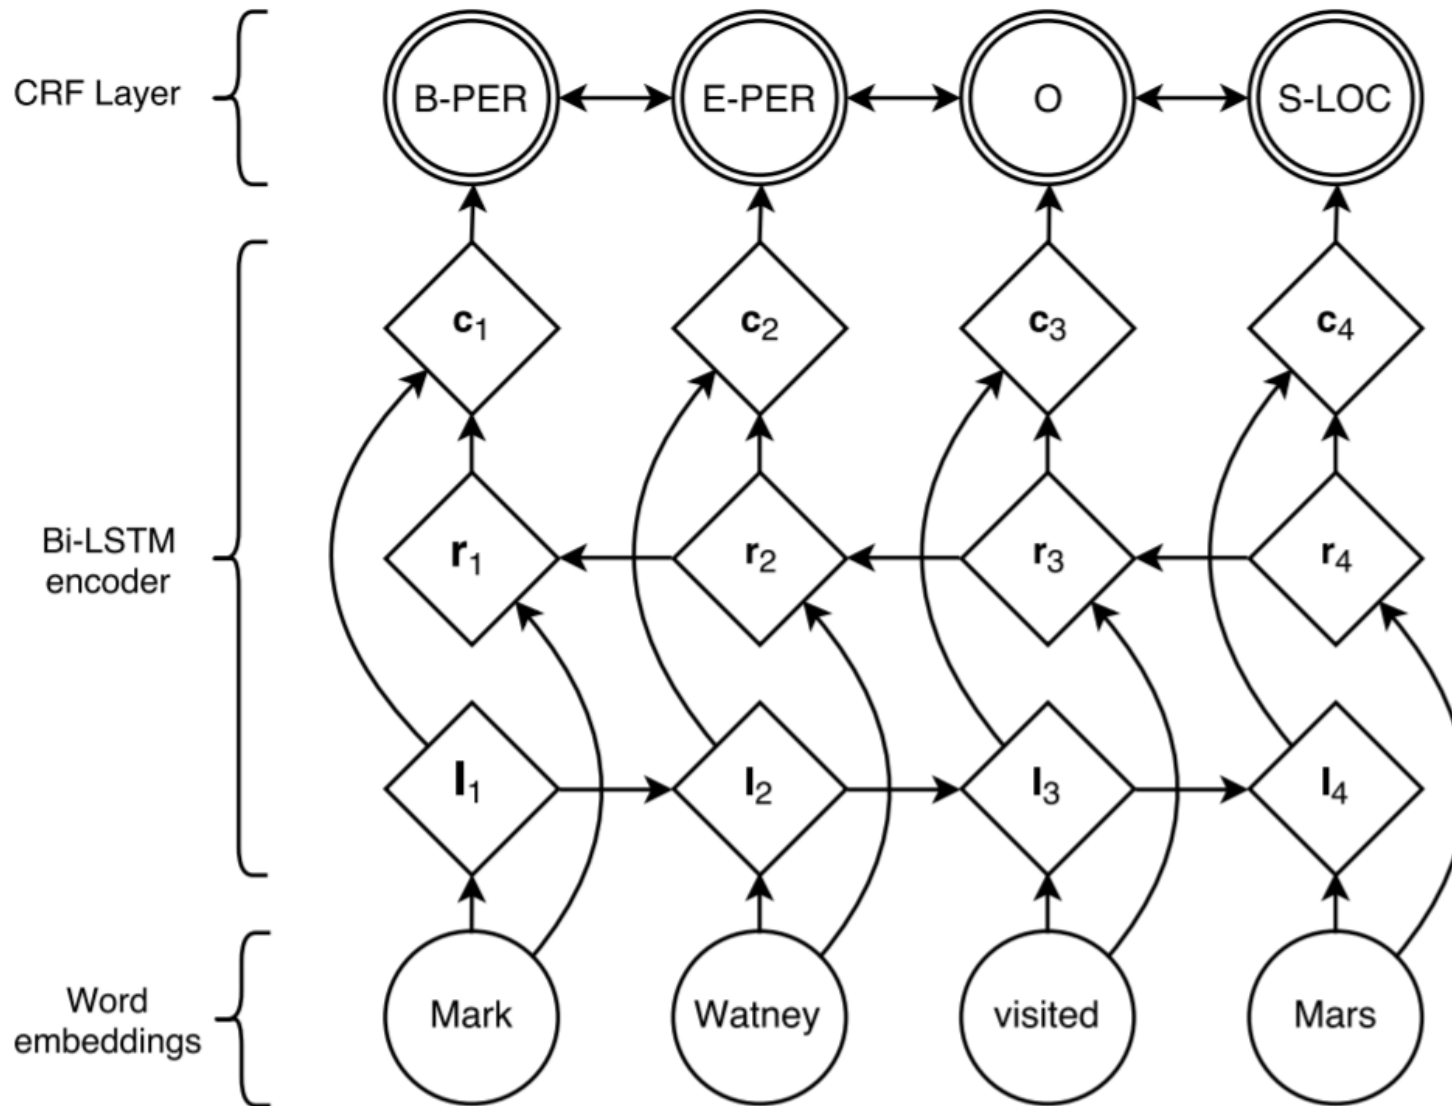 CRF Layer
B-PER
E-PER
O
S-LOC
c1
c2
c3
c4
Bi-LSTM
encoder
r1
r2
r3
r4
l1
l2
l3
l4
Word
embeddings
Mark
Watney
visited
Mars